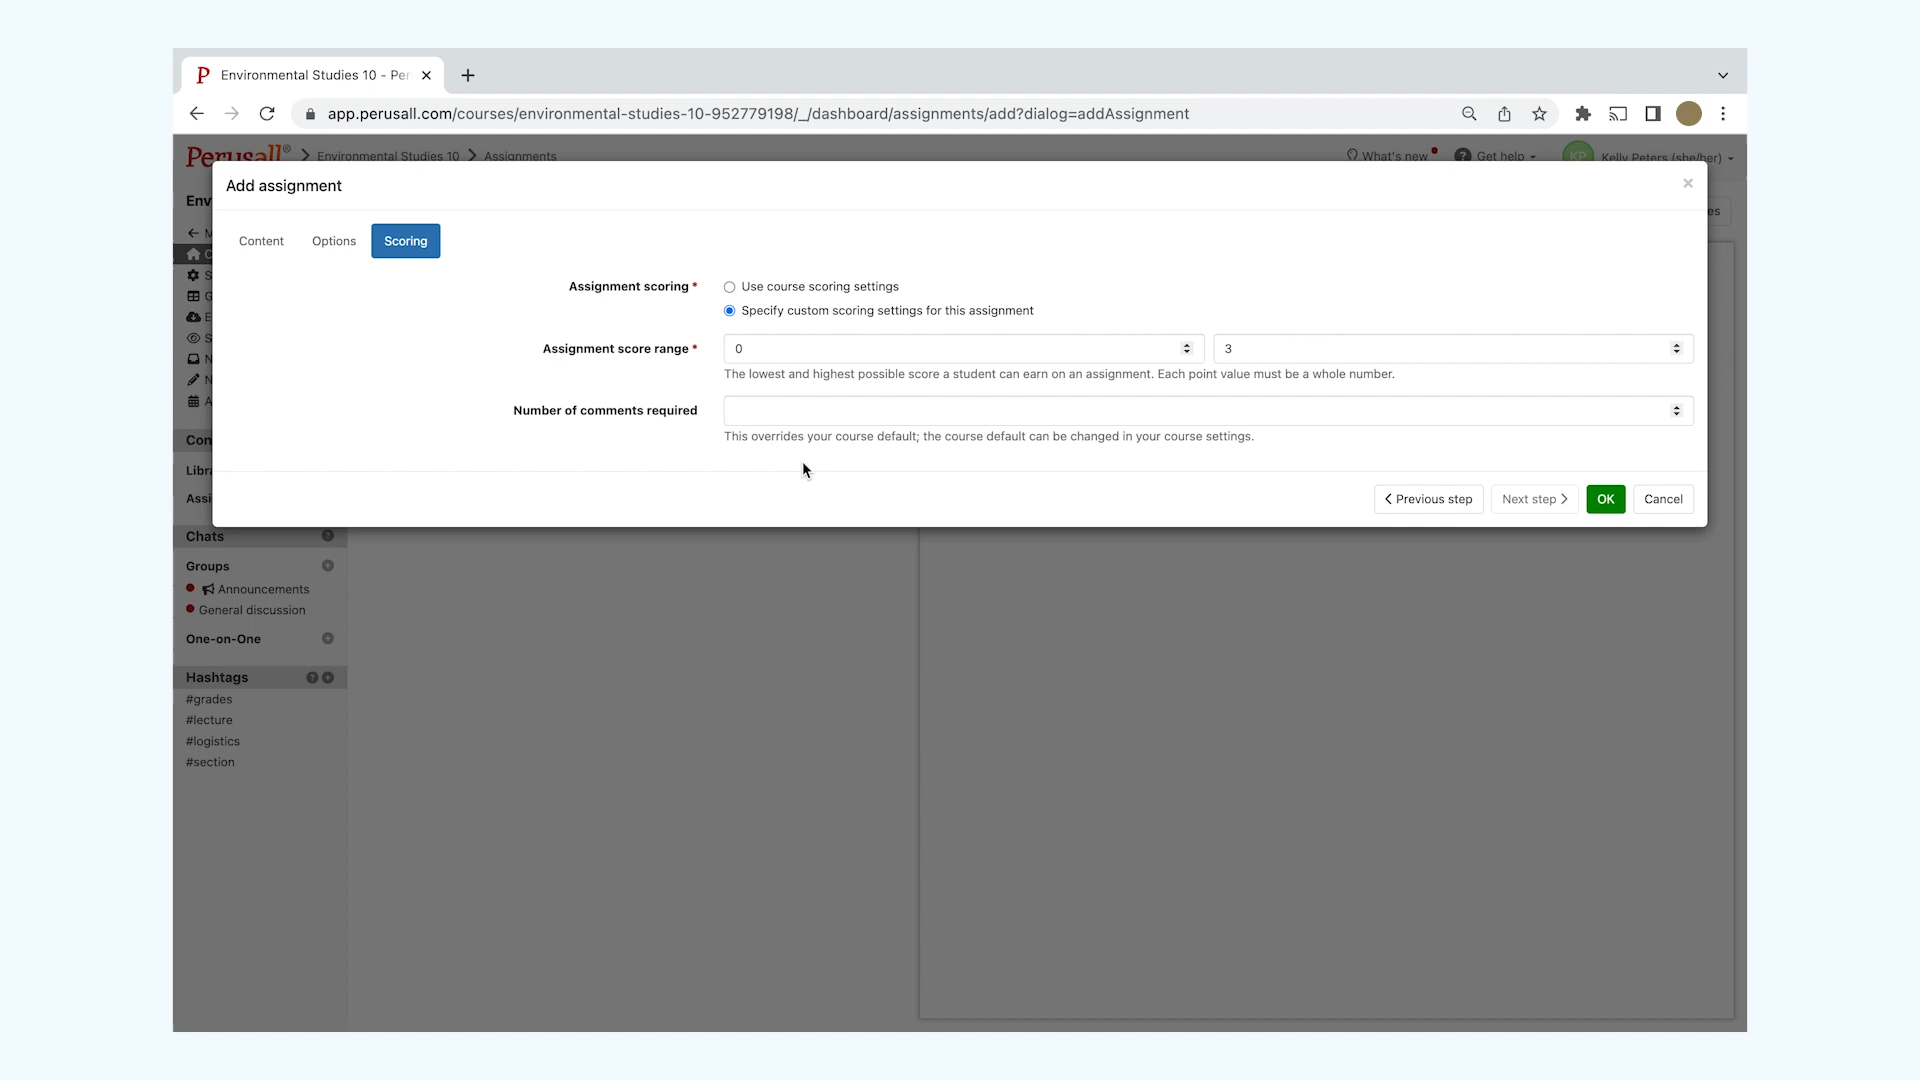 Environmental Studies 10 - Per
app.perusall.com/courses/environmental-studies-10-952779198/_/dashboard/assignments/add?dialog=addAssignment
Perusall® > Environmental Studies 10 > Assignments
What's new Get help KP Kelly Peters (she/her)
Add assignment
Content Options Scoring
Assignment scoring *
Use course scoring settings
Specify custom scoring settings for this assignment
Assignment score range * 0 3
The lowest and highest possible score a student can earn on an assignment. Each point value must be a whole number.
Number of comments required
This overrides your course default; the course default can be changed in your course settings.
Previous step Next step OK Cancel
Env
Con
Libra
Assi
Chats
Groups
Announcements
General discussion
One-on-One
Hashtags
#grades
#lecture
#logistics
#section